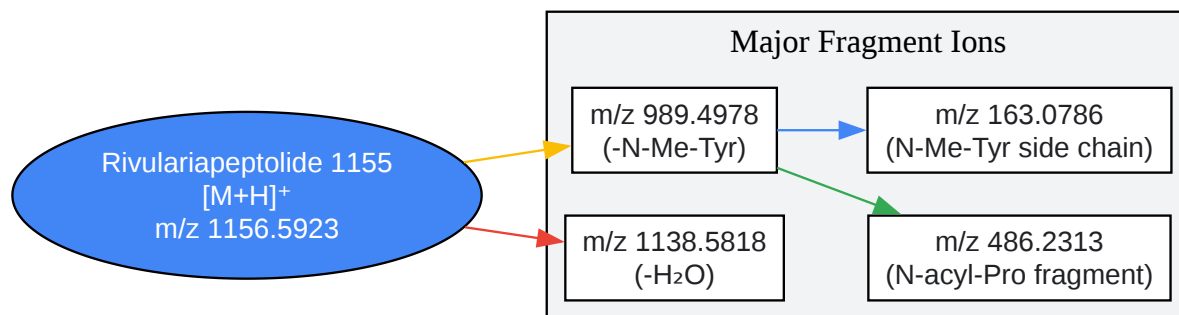 Major Fragment Ions
Rivulariapeptolide 1155
[M+H]⁺
m/z 1156.5923
m/z 989.4978
(-N-Me-Tyr)
m/z 163.0786
(N-Me-Tyr side chain)
m/z 1138.5818
(-H₂O)
m/z 486.2313
(N-acyl-Pro fragment)